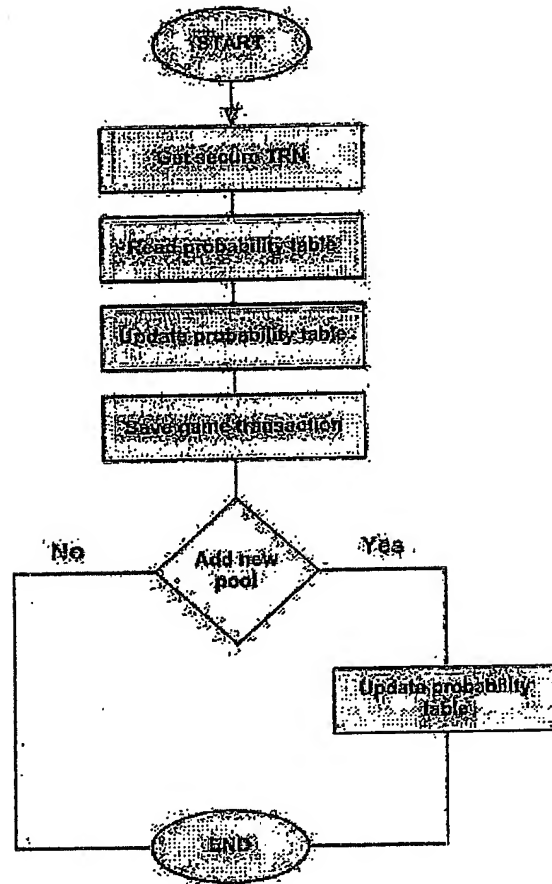 START
Get secure TRN
Read probability table
Update probability table
Save game transaction
No
Add new
pool
Yes
Update probability
table
END